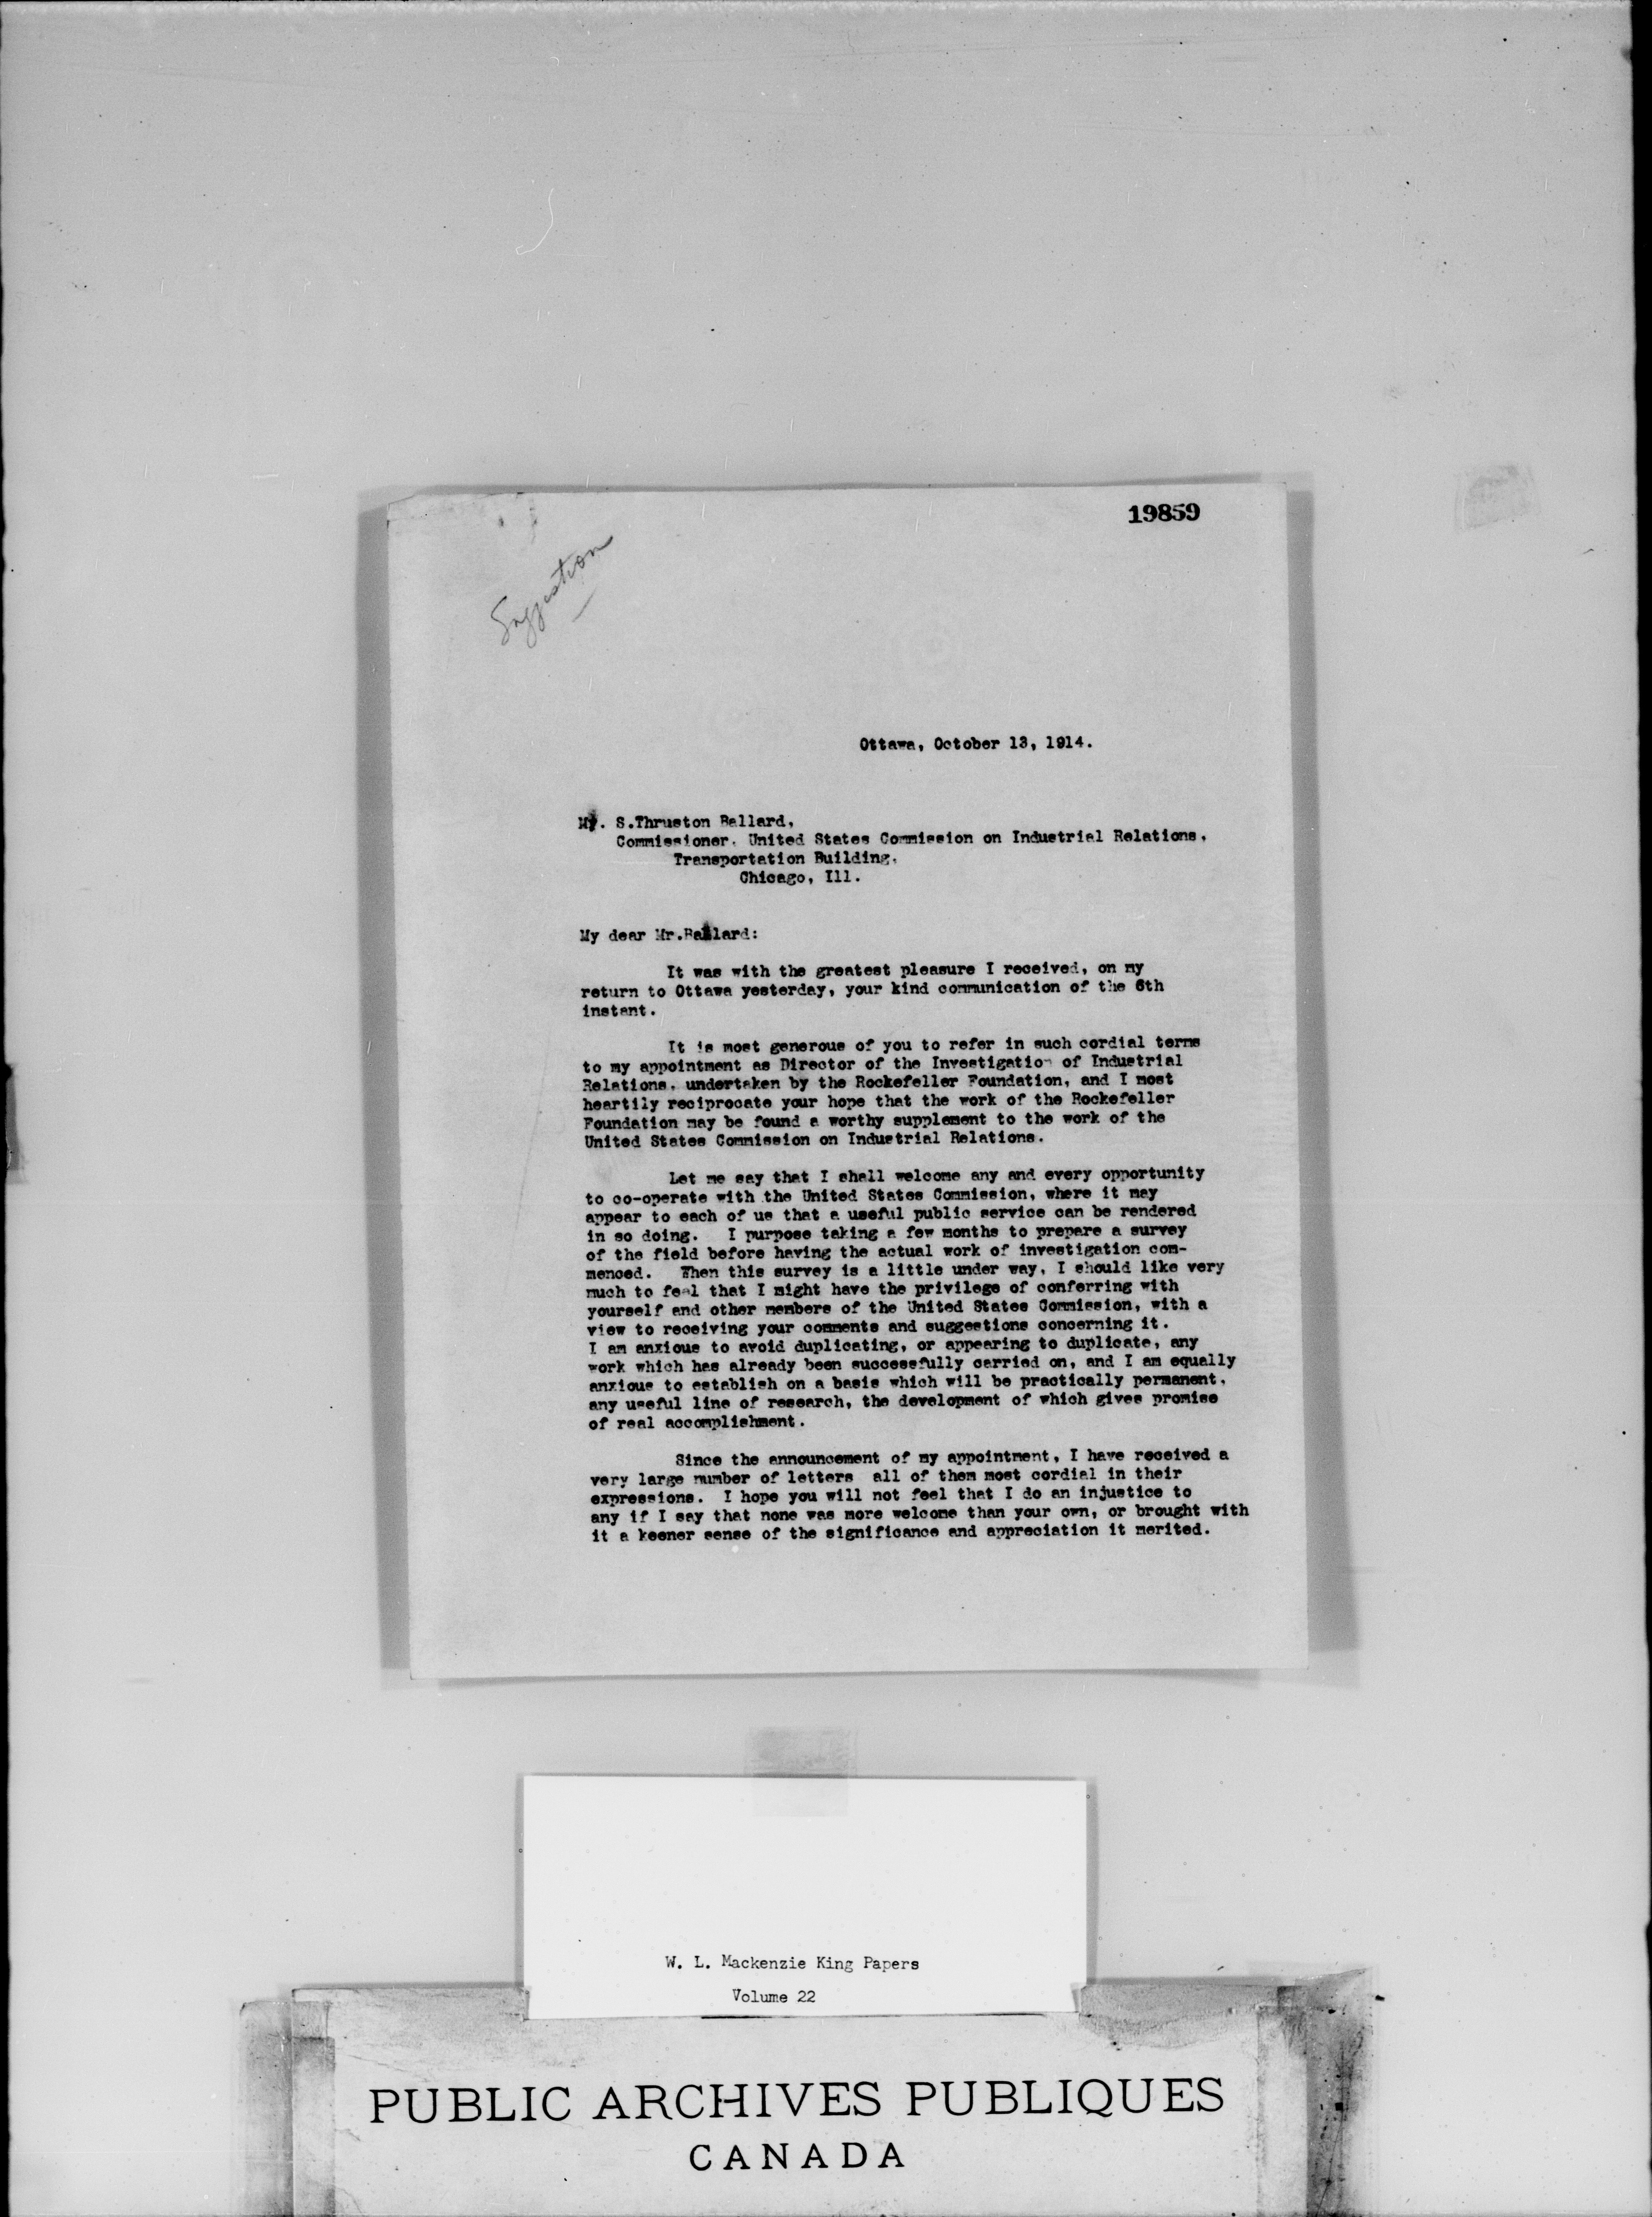 19859
Suggestion
Ottawa, October 13, 1914.
Mr. S.Thruston Ballard,
Commissioner, United States Commission on Industrial Relations,
Transportation Building,
Chicago, Ill.
My dear Mr.Ballard:
It was with the greatest pleasure I received, on my
return to Ottawa yesterday, your kind communication of the 6th
instant.
It is most generous of you to refer in such cordial terms
to my appointment as Director of the Investigation of Industrial
Relations, undertaken by the Rockefeller Foundation, and I most
heartily reciprocate your hope that the work of the Rockefeller
Foundation may be found a worthy supplement to the work of the
United States Commission on Industrial Relations.
Let me say that I shall welcome any and every opportunity
to co-operate with the United States Commission, where it may
appear to each of us that a useful public service can be rendered
in so doing. I purpose taking a few months to prepare a survey
of the field before having the actual work of investigation com-
menced. When this survey is a little under way, I should like very
much to feel that I might have the privilege of conferring with
yourself and other members of the United States Commission, with a
view to receiving your comments and suggestions concerning it.
I am anxious to avoid duplicating, or appearing to duplicate, any
work which has already been successfully carried on, and I am equally
anxious to establish on a basis which will be practically permanent,
any useful line of research, the development of which gives promise
of real accomplishment.
Since the announcement of my appointment, I have received a
very large number of letters all of them most cordial in their
expressions. I hope you will not feel that I do an injustice to
any if I say that none was more welcome than your own, or brought with
it a keener sense of the significance and appreciation it merited.
W. L. Mackenzie King Papers
Volume 22
PUBLIC ARCHIVES PUBLIQUES
CANADA